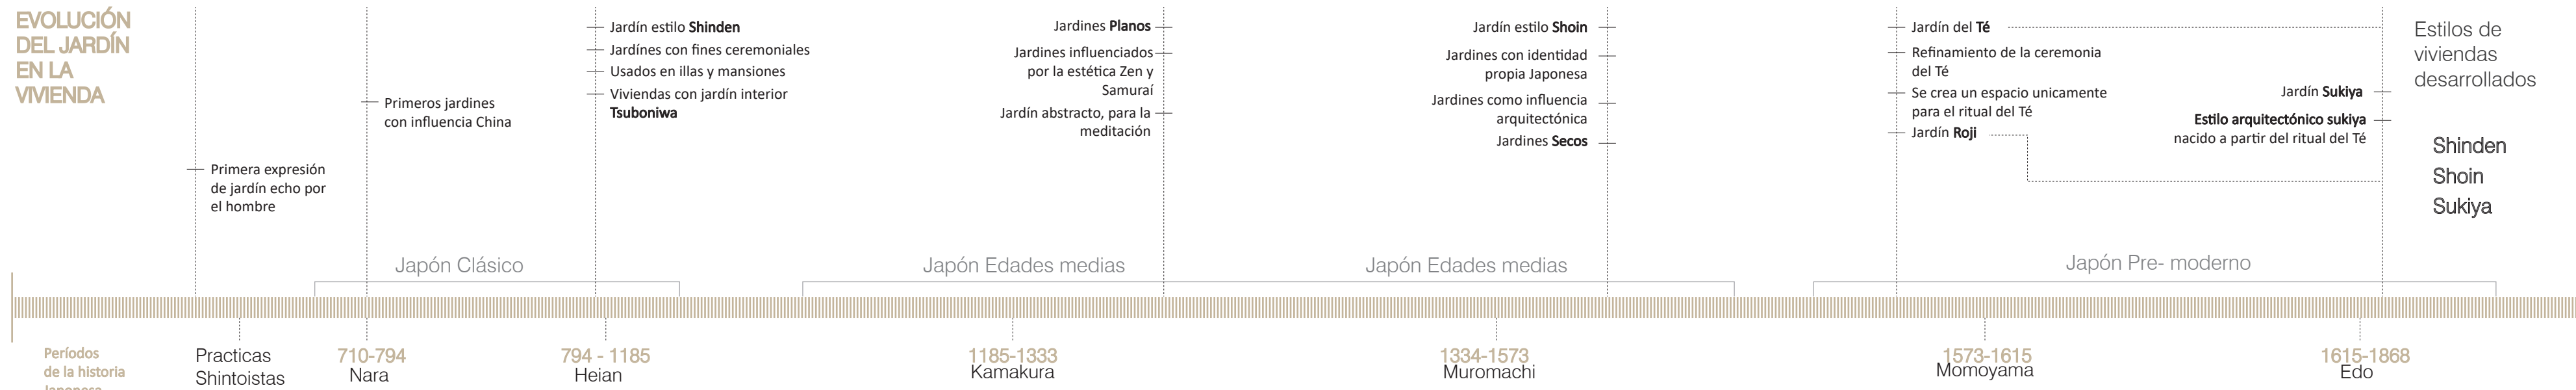 EVOLUCIÓN
DEL JARDÍN
EN LA
VIVIENDA
Primera expresión
de jardín echo por
el hombre
Primeros jardines
con influencia China
Jardín estilo Shinden
Jardínes con fines ceremoniales
Usados en illas y mansiones
Viviendas con jardín interior
Tsuboniwa
Jardines Planos
Jardines influenciados
por la estética Zen y
Samuraí
Jardín abstracto, para la
meditación
Jardín estilo Shoin
Jardines con identidad
propia Japonesa
Jardines como influencia
arquitectónica
Jardines Secos
Jardín del Té
Refinamiento de la ceremonia
del Té
Se crea un espacio unicamente
para el ritual del Té
Jardín Roji
Jardín Sukiya
Estilo arquitectónico sukiya
nacido a partir del ritual del Té
Estilos de
viviendas
desarrollados
Shinden
Shoin
Sukiya
Japón Clásico
Japón Edades medias
Japón Edades medias
Japón Pre- moderno
Períodos
de la historia
Japonesa
Practicas
Shintoistas
710-794
Nara
794 - 1185
Heian
1185-1333
Kamakura
1334-1573
Muromachi
1573-1615
Momoyama
1615-1868
Edo